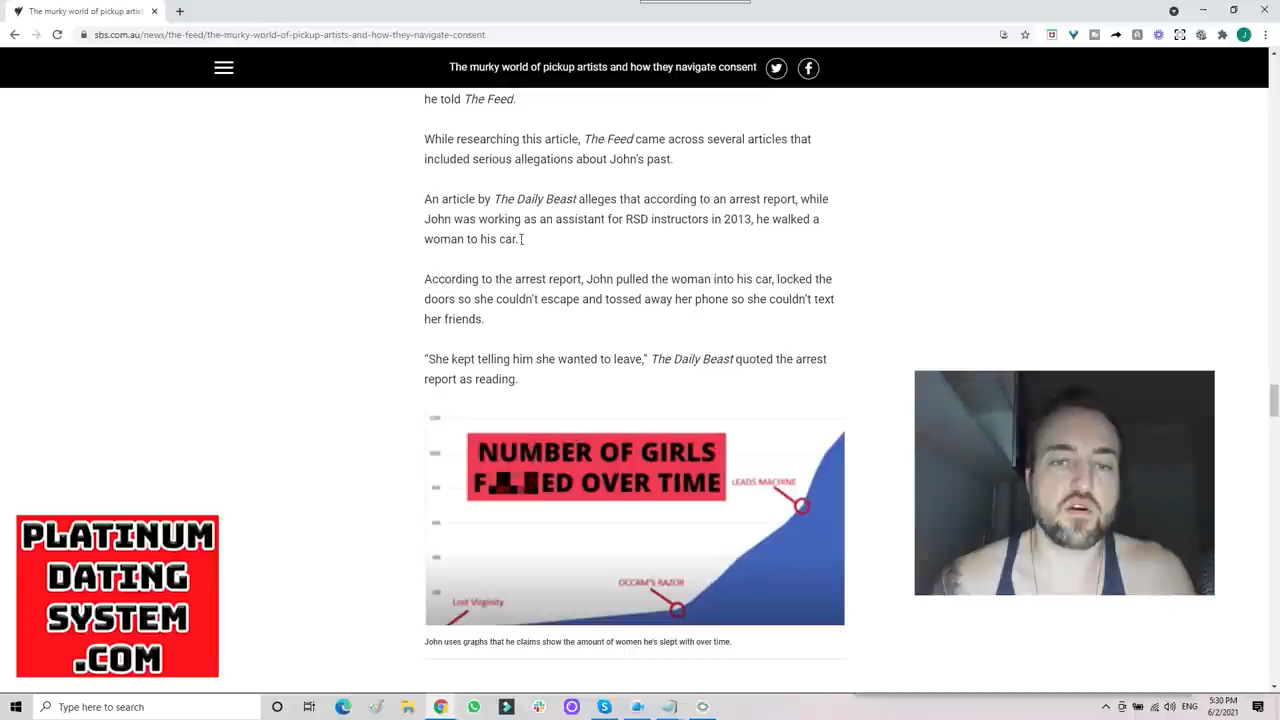 The murky world of pickup artist
sbs.com.au/news/the-feed/the-murky-world-of-pickup-artists-and-how-they-navigate-consent
The murky world of pickup artists and how they navigate consent
he told The Feed.
While researching this article, The Feed came across several articles that
included serious allegations about John's past.
An article by The Daily Beast alleges that according to an arrest report, while
John was working as an assistant for RSD instructors in 2013, he walked a
woman to his car.
According to the arrest report, John pulled the woman into his car, locked the
doors so she couldn't escape and tossed away her phone so she couldn't text
her friends.
“She kept telling him she wanted to leave,” The Daily Beast quoted the arrest
report as reading.
NUMBER OF GIRLS
F ED OVER TIME
LEADS MACHINE
OCCAM'S RAZOR
Lost Virginity
John uses graphs that he claims show the amount of women he's slept with over time.
PLATINUM
DATING
SYSTEM
.COM
Type here to search
5:30 PM
6/2/2021